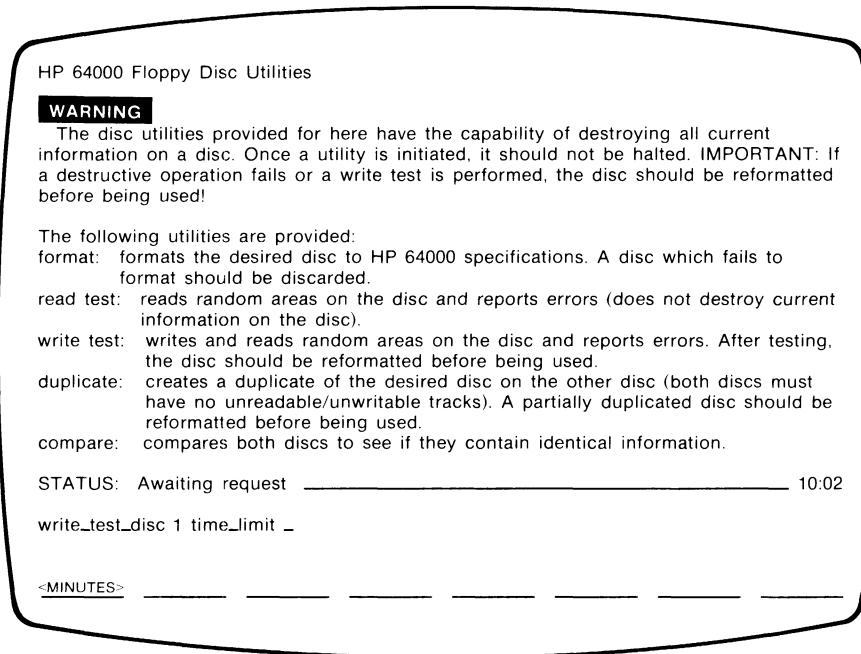 HP 64000 Floppy Disc Utilities
WARNING
The disc utilities provided for here have the capability of destroying all current
information on a disc. Once a utility is initiated, it should not be halted. IMPORTANT: If
a destructive operation fails or a write test is performed, the disc should be reformatted
before being used!
The following utilities are provided:
format: formats the desired disc to HP 64000 specifications. A disc which fails to
format should be discarded.
read test: reads random areas on the disc and reports errors (does not destroy current
information on the disc).
write test: writes and reads random areas on the disc and reports errors. After testing,
the disc should be reformatted before being used.
duplicate: creates a duplicate of the desired disc on the other disc (both discs must
have no unreadable/unwritable tracks). A partially duplicated disc should be
reformatted before being used.
compare: compares both discs to see if they contain identical information.
STATUS: Awaiting request ________ 10:02
write_test_disc 1 time_limit _
<MINUTES>